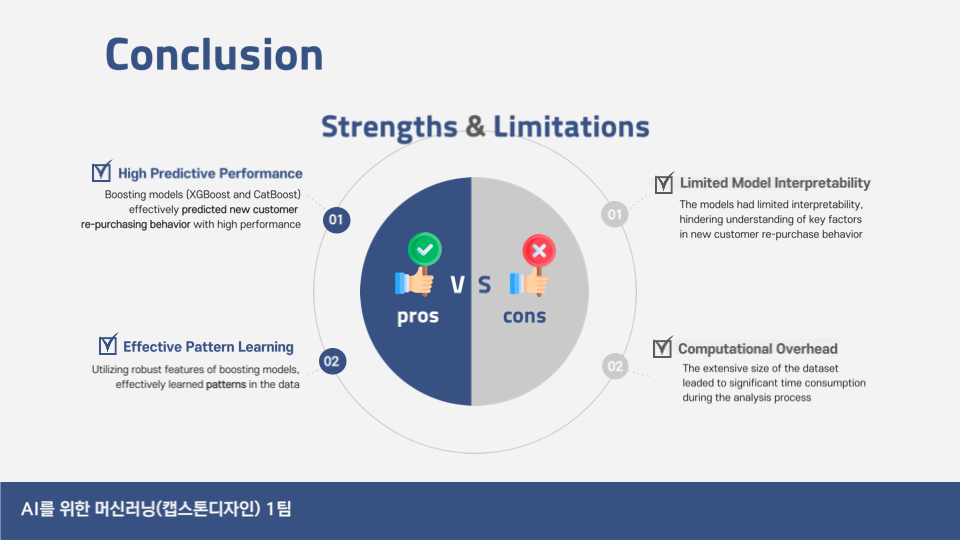 Conclusion
Strengths & Limitations
High Predictive Performance
Boosting models (XGBoost and CatBoost)
effectively predicted new customer
re-purchasing behavior with high performance
01
Effective Pattern Learning
Utilizing robust features of boosting models,
effectively learned patterns in the data
02
V S
pros
cons
01
Limited Model Interpretability
The models had limited interpretability,
hindering understanding of key factors
in new customer re-purchase behavior
02
Computational Overhead
The extensive size of the dataset
leaded to significant time consumption
during the analysis process
AI를 위한 머신러닝(캡스톤디자인) 1팀